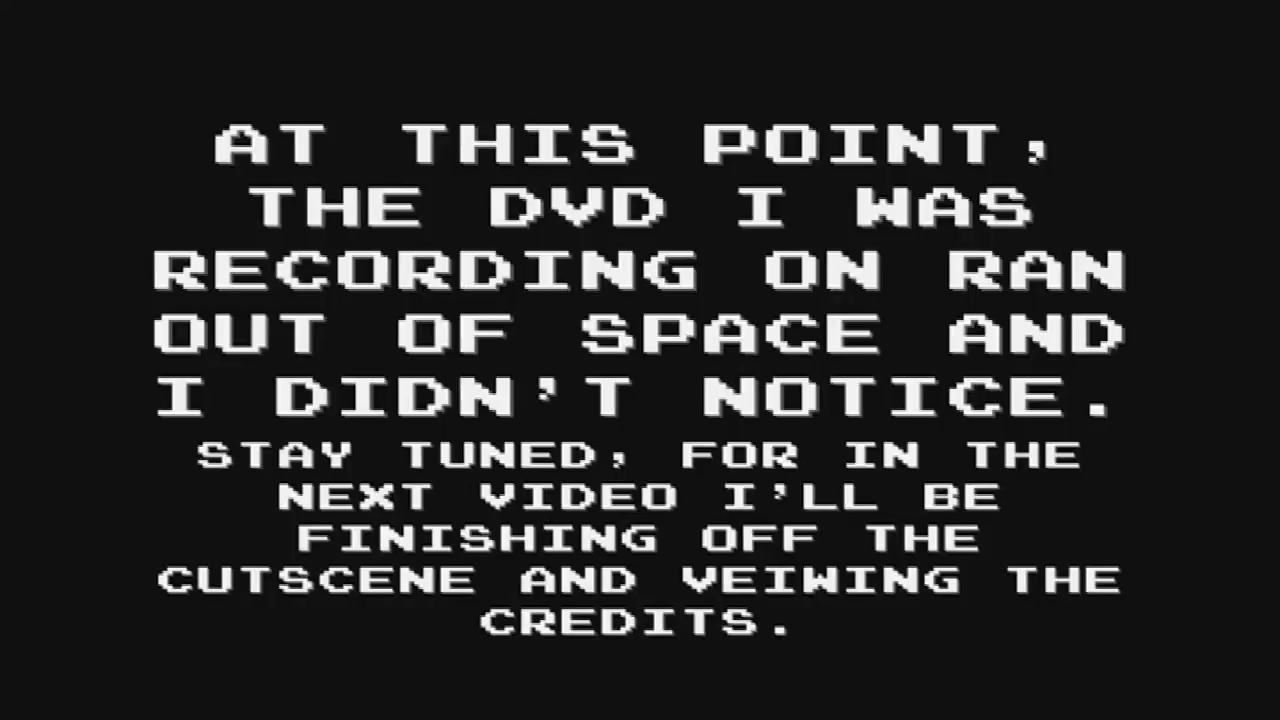 AT THIS POINT,
THE DVD I WAS
RECORDING ON RAN
OUT OF SPACE AND
I DIDN'T NOTICE.
STAY TUNED, FOR IN THE
NEXT VIDEO I'LL BE
FINISHING OFF THE
CUTSCENE AND VEIWING THE
CREDITS.